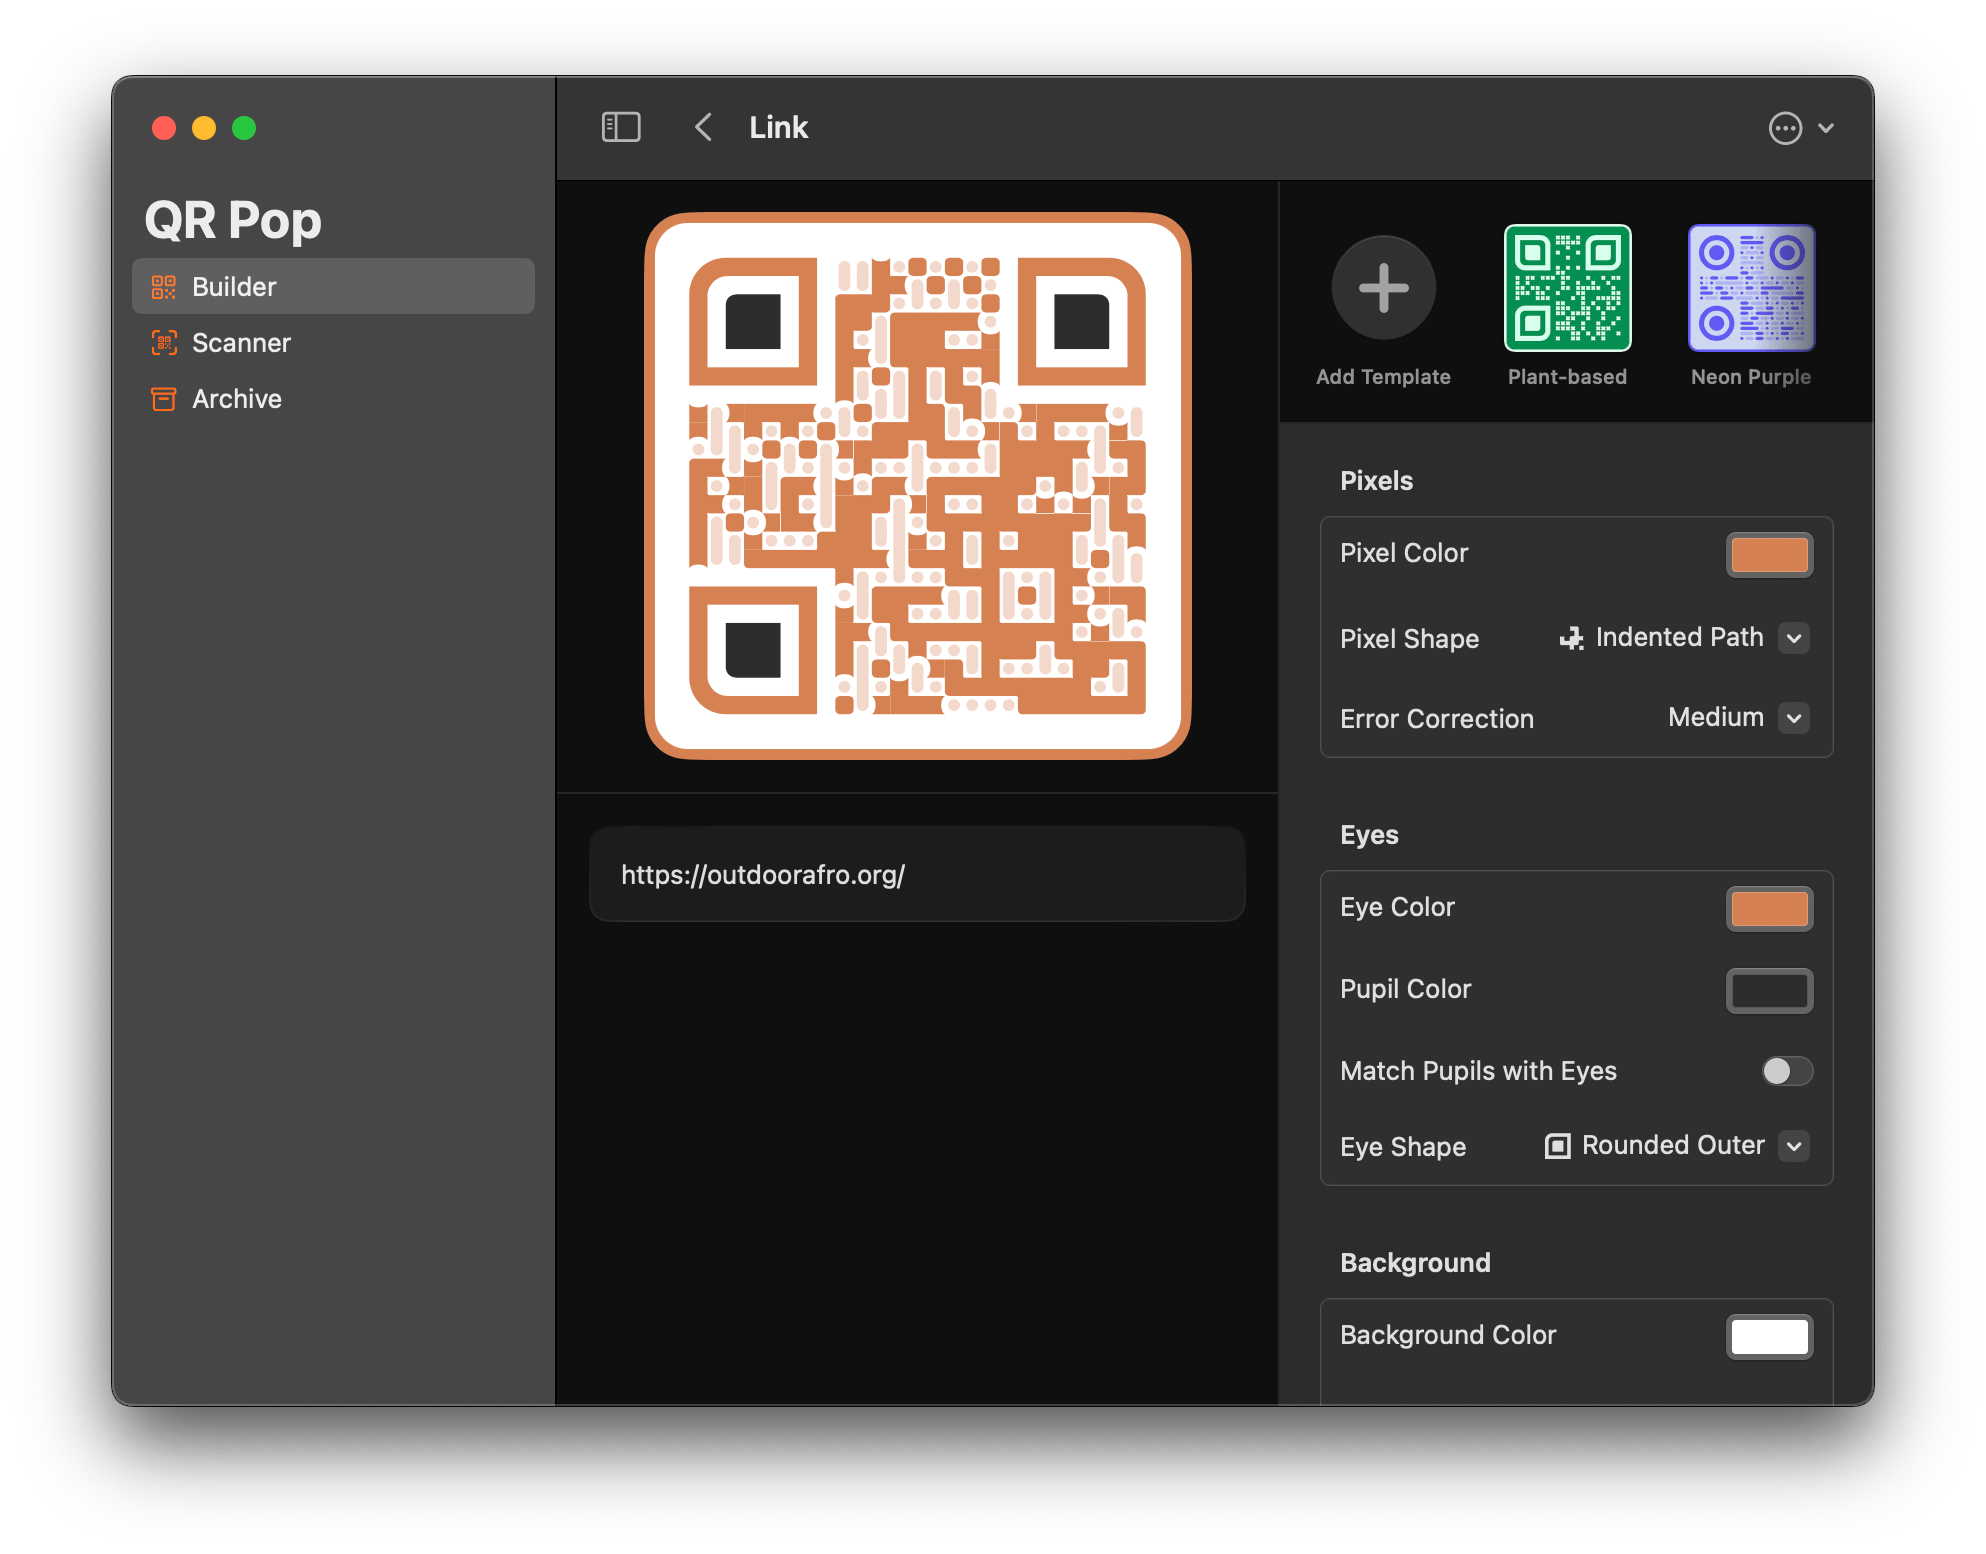 QR Pop
Builder
Scanner
Archive
Link
https://outdoorafro.org/
Add Template
Plant-based
Neon Purple
Pixels
Pixel Color
Pixel Shape Indented Path
Error Correction Medium
Eyes
Eye Color
Pupil Color
Match Pupils with Eyes
Eye Shape Rounded Outer
Background
Background Color